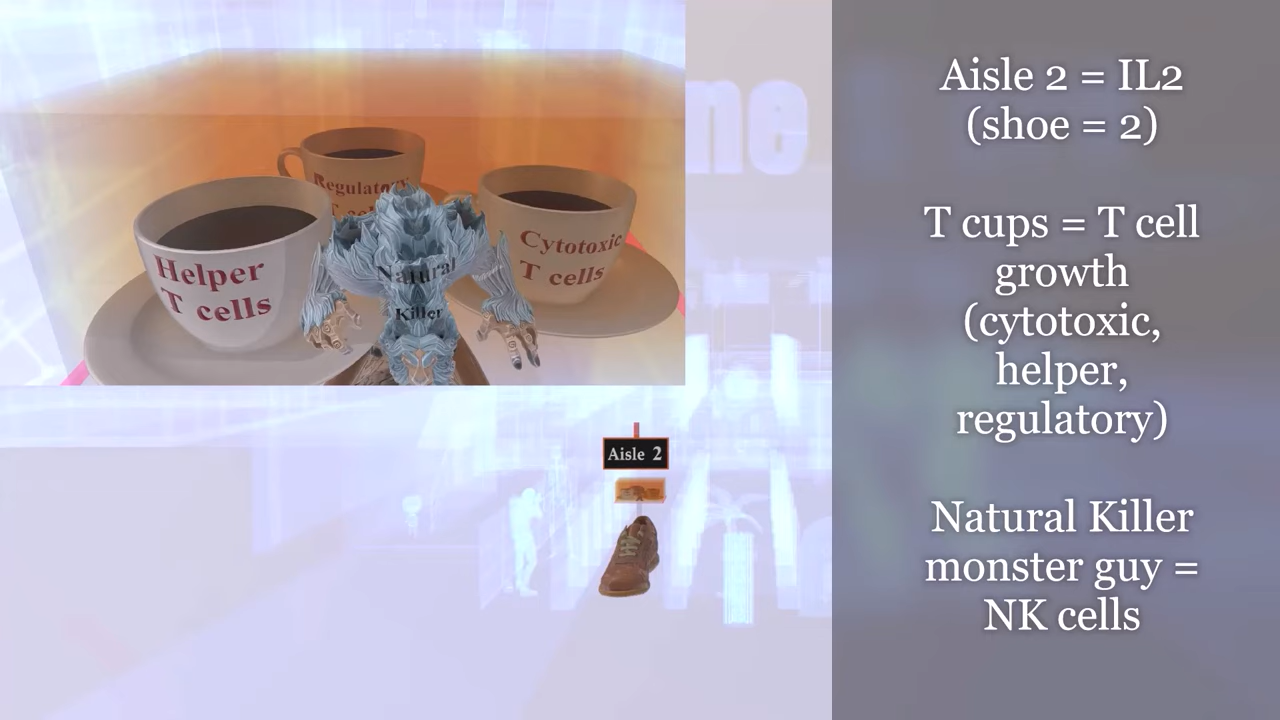 Regulatory
Helper
T cells
Cytotoxic
T cells
Natural
Killer
Aisle 2
Aisle 2 = IL2
(shoe = 2)
T cups = T cell
growth
(cytotoxic,
helper,
regulatory)
Natural Killer
monster guy =
NK cells